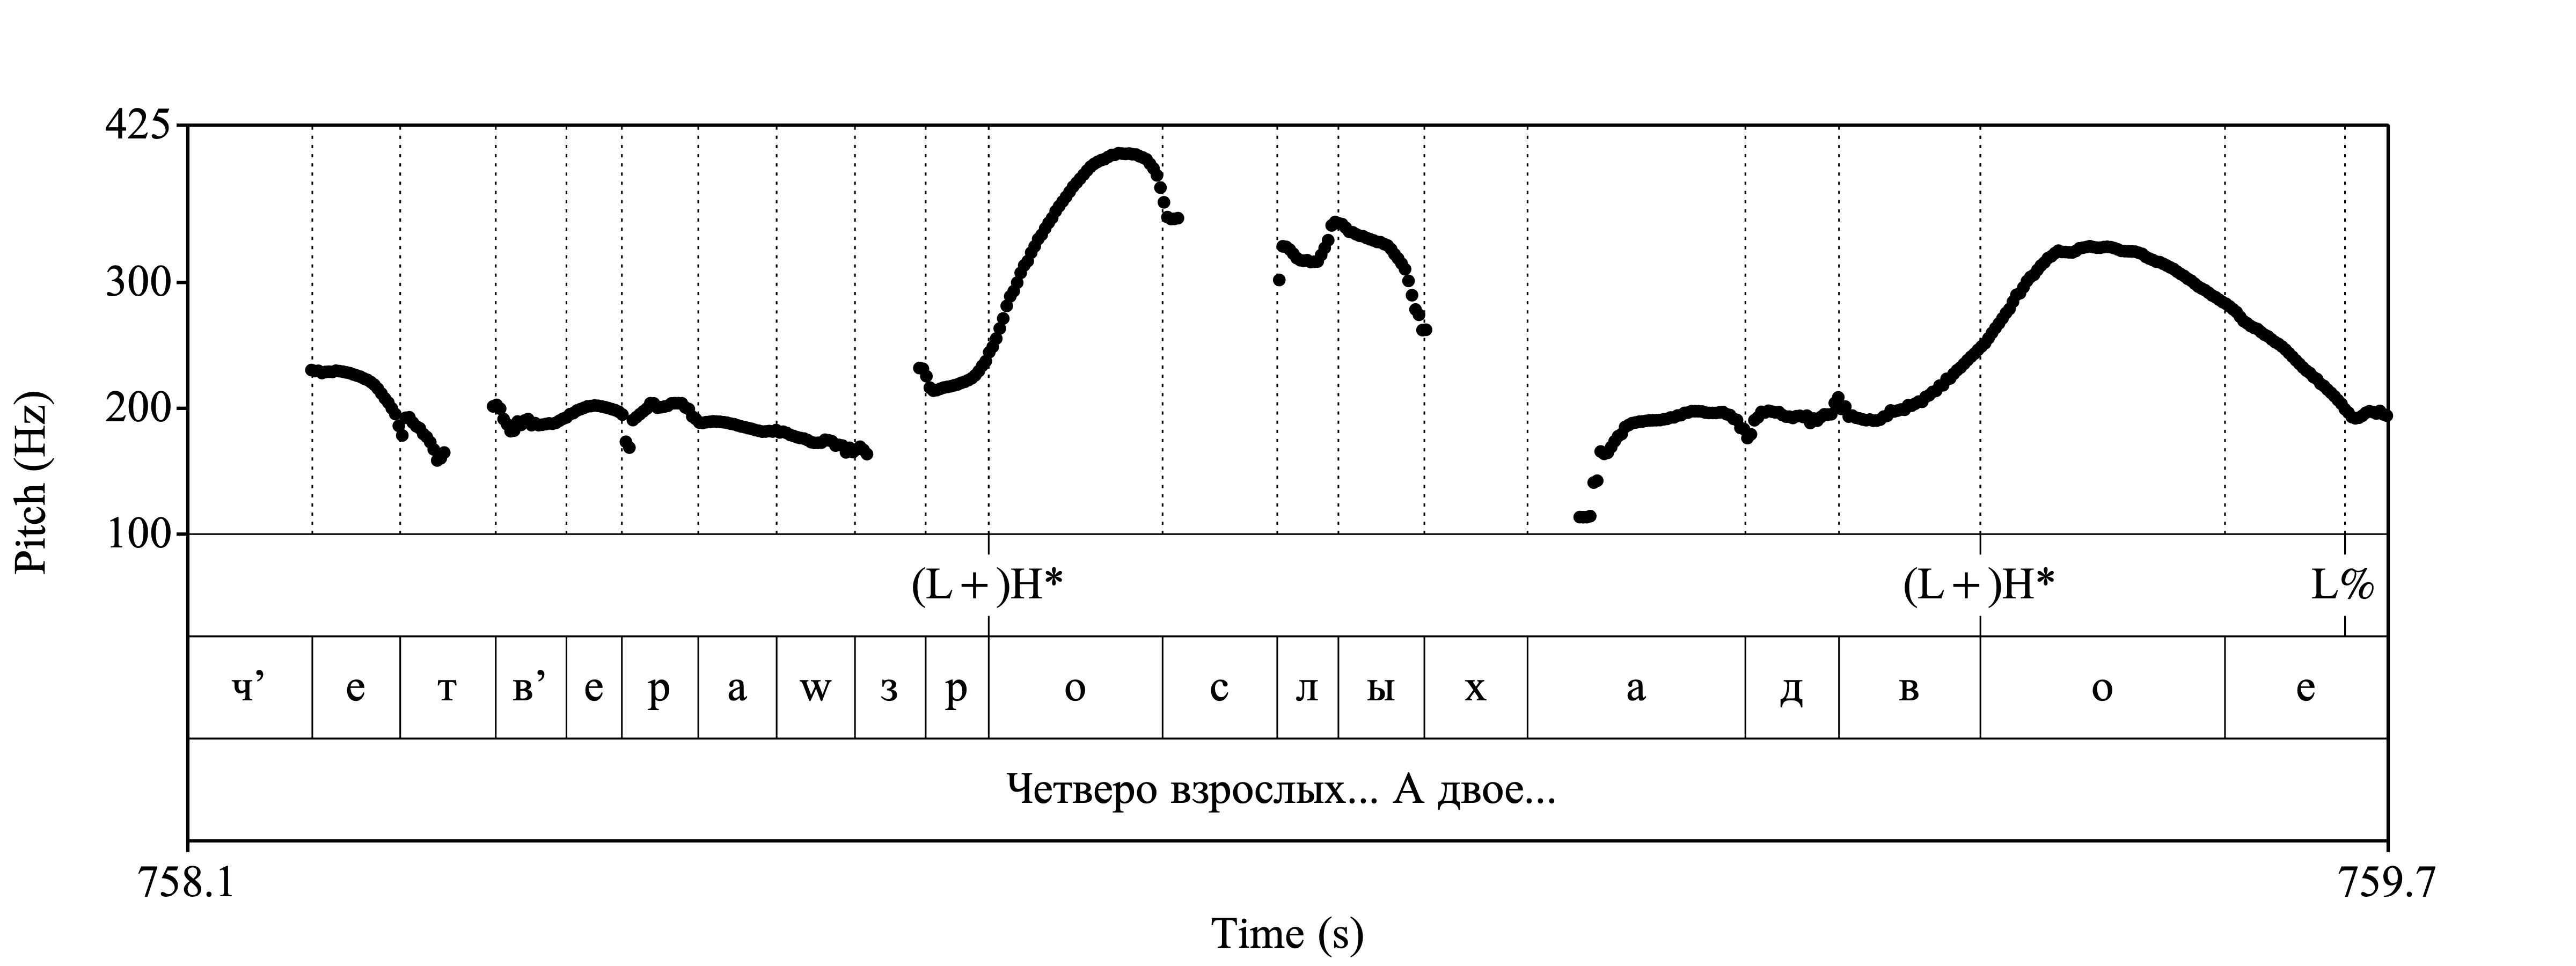 425
300
200
100
Pitch (Hz)
(L+)H* (L+)H* L%
ч’ е т в’ е р а w з р о с л ы х а д в о е
Четверо взрослых... А двое...
758.1 759.7
Time (s)